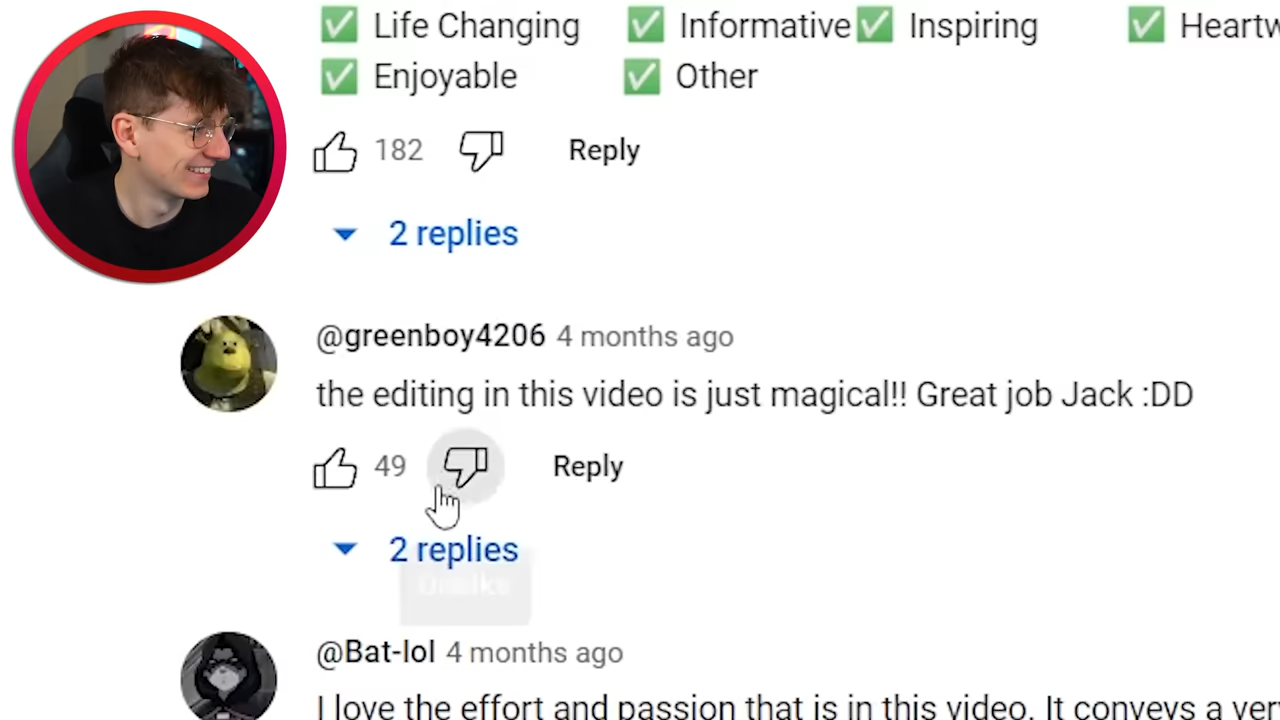 ✅ Life Changing ✅ Informative ✅ Inspiring ✅
✅ Enjoyable ✅ Other
182 Reply
2 replies
@greenboy4206 4 months ago
the editing in this video is just magical!! Great job Jack :DD
49 Reply
2 replies
Dislike
@Bat-lol 4 months ago
I love the effort and passion that is in this video. It conveys a